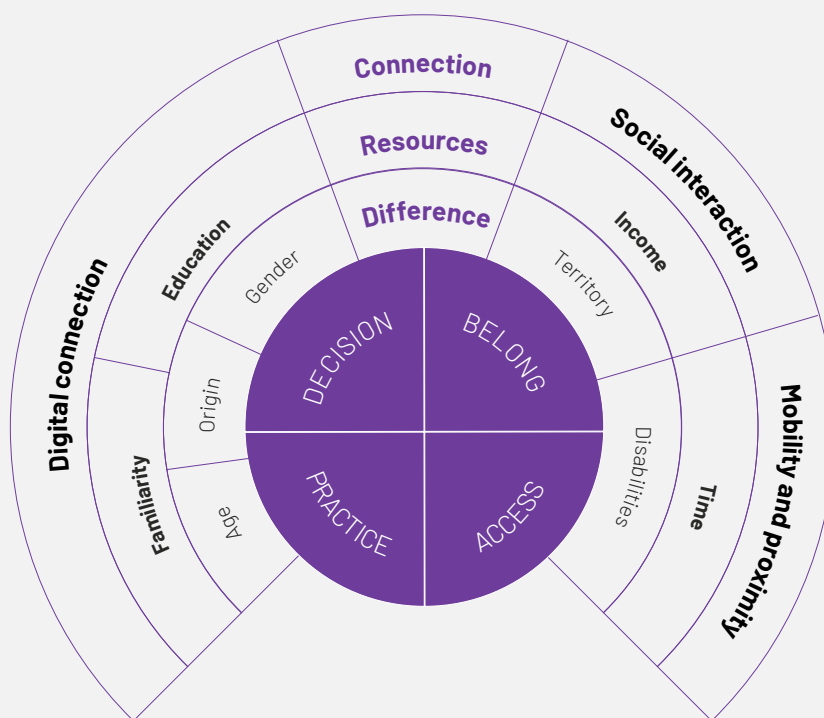 Connection
Resources
Difference
Social interaction
Income
Territory
Education
Gender
Digital connection
Origin
Familiarity
Age
DECISION
BELONG
PRACTICE
ACCESS
Disabilities
Time
Mobility and proximity